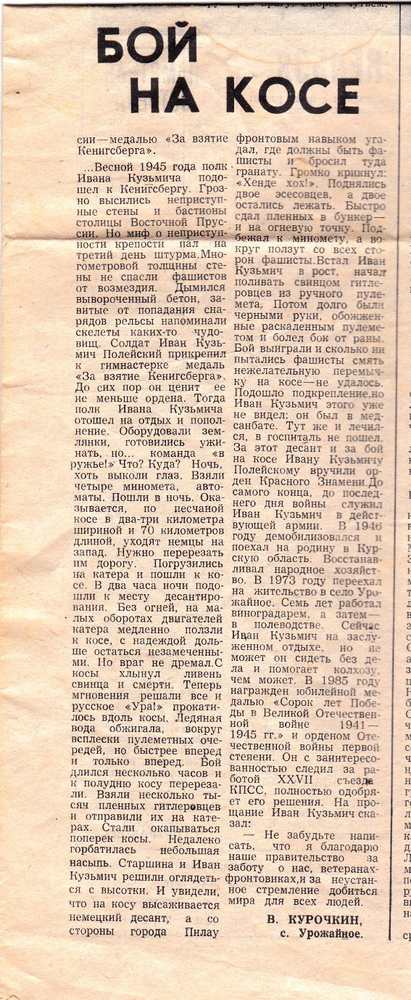 БОЙ
НА КОСЕ
сии—медалью «За взятие
Кенигсберга».
...Весной 1945 года полк
Ивана Кузьмича подо-
шел к Кенигсбергу. Гроз-
но высились неприступ-
ные стены и бастионы
столицы Восточной Прус-
сии. Но миф о неприступ-
ности крепости пал на
третий день штурма.Мно-
гометровой толщины сте-
ны не спасли фашистов
от возмездия. Дымился
вывороченный бетон, за-
витые от попадания сна-
рядов рельсы напоминали
скелеты каких-то чудо-
вищ. Солдат Иван Кузь-
мич Полейский прикрепил
к гимнастерке медаль
«За взятие Кенигсберга».
До сих пор он ценит ее
не меньше ордена. Тогда
полк Ивана Кузьмича
отошел на отдых и попол-
нение. Оборудовали зем-
лянки, готовились ужи-
нать, но... команда «в
ружье!» Что? Куда? Ночь,
хоть выколи глаз. Взяли
четыре миномета, авто-
маты. Пошли в ночь. Ока-
зывается, по песчаной
косе в два-три километра
шириной и 70 километров
длиной, уходят немцы на
запад. Нужно перерезать
им дорогу. Погрузились
на катера и пошли к ко-
се. В два часа ночи подо-
шли к месту десантиро-
вания. Без огней, на ма-
лых оборотах двигателей
катера медленно ползли
к косе, с надеждой доль-
ше остаться незамеченны-
ми. Но враг не дремал.С
косы хлынул ливень
свинца и смерти. Теперь
мгновения решали все и
русское «Ура!» прокати-
лось вдоль косы. Ледяная
вода обжигала, вокруг
всплески пулеметных оче-
редей, но быстрее вперед
и только вперед. Бой
длился несколько часов и
к полудню косу перереза-
ли. Взяли несколько ты-
сяч пленных гитлеровцев
и отправили их на кате-
рах. Стали окапываться
поперек косы. Недалеко
горбатилась небольшая
насыпь. Старшина и Иван
Кузьмич решили оглядеть-
ся с высотки. И увидели,
что на косу высаживается
немецкий десант, а со
стороны города Пилау
фронтовым навыком уга-
дал, где должны быть фа-
шисты и бросил туда
гранату. Громко крикнул:
«Хенде хох!». Поднялись
двое эсесовцев, а двое
остались лежать. Быстро
сдал пленных в бункер—
и на огневую точку. Под-
бежал к миномету, а во-
круг ползут со всех сто-
рон фашисты.Встал Иван
Кузьмич в рост, начал
поливать свинцом гитле-
ровцев из ручного пуле-
мета. Потом долго были
черными руки, обожжен-
ные раскаленным пулеме-
том и болел бок от раны.
Бой выиграли и сколько ни
пытались фашисты смять
нежелательную перемыч-
ку на косе—не удалось.
Подошло подкрепление,но
Иван Кузьмич этого уже
не видел: он был в мед-
санбате. Тут же и лечил-
ся, в госпиталь не пошел.
За этот десант и за бой
на косе Ивану Кузьмичу
Полейскому вручили ор-
ден Красного Знамени.До
самого конца, до послед-
него дня войны служил
Иван Кузьмич в дейст-
вующей армии. В 1946
году демобилизовался и
поехал на родину в Кур-
скую область. Восстанав-
ливал народное хозяйст-
во. В 1973 году переехал
на жительство в село Уро-
жайное. Семь лет работал
виноградарем, а затем—
в полеводстве. Сейчас
Иван Кузьмич на заслу-
женном отдыхе, но не
может он сидеть без де-
ла и помогает колхозу,
чем может. В 1985 году
награжден юбилейной ме-
далью «Сорок лет Побе-
ды в Великой Отечествен-
ной войне 1941—
1945 гг.» и орденом Оте-
чественной войны первой
степени. Он с заинтересо-
ванностью следил за ра-
ботой XXVII съезда
КПСС, полностью одобря-
ет его решения. На про-
щание Иван Кузьмич ска-
зал:
— Не забудьте напи-
сать, что я благодарю
наше правительство за
заботу о нас, ветеранах-
фронтовиках,и за неустан-
ное стремление добиться
мира для всех людей.
В. КУРОЧКИН,
с. Урожайное.